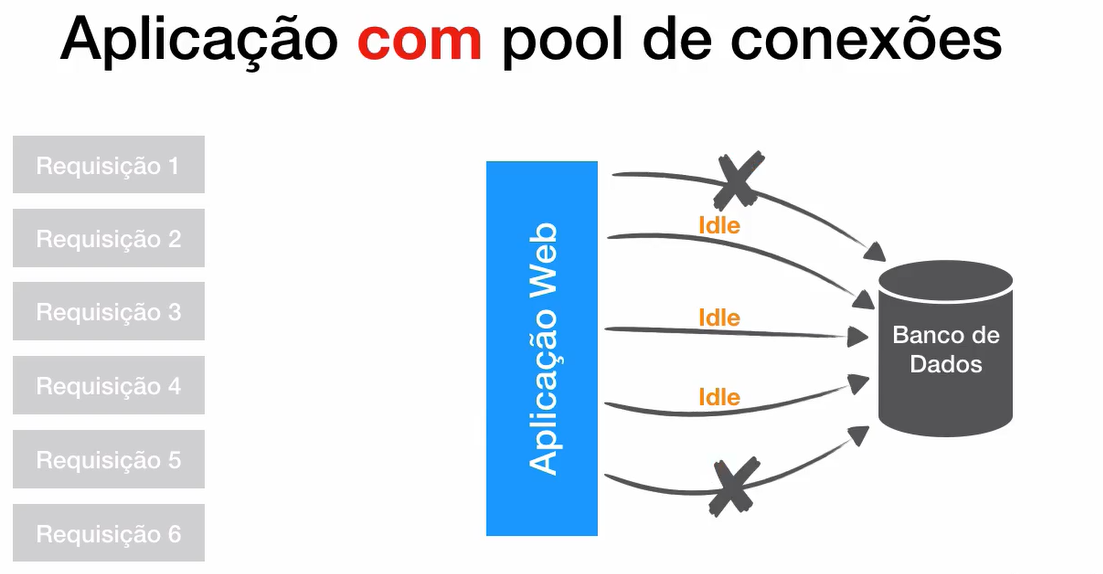 Aplicação com pool de conexões
Requisição 1
Requisição 2
Requisição 3
Requisição 4
Requisição 5
Requisição 6
Aplicação Web
Idle
Idle
Idle
Banco de
Dados